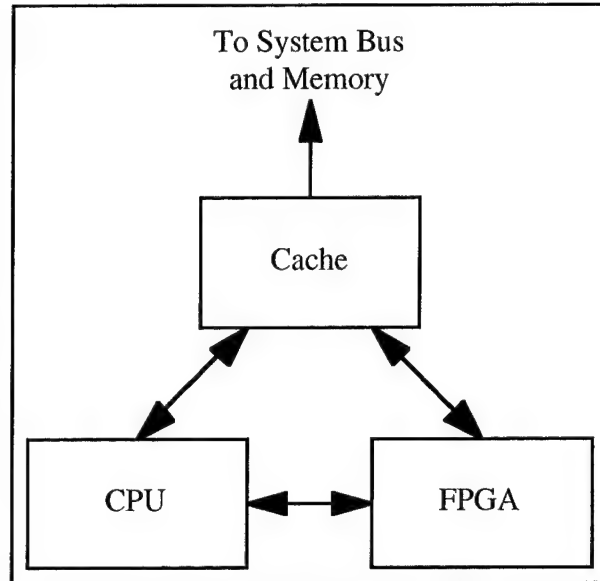 To System Bus
and Memory
Cache
CPU
FPGA